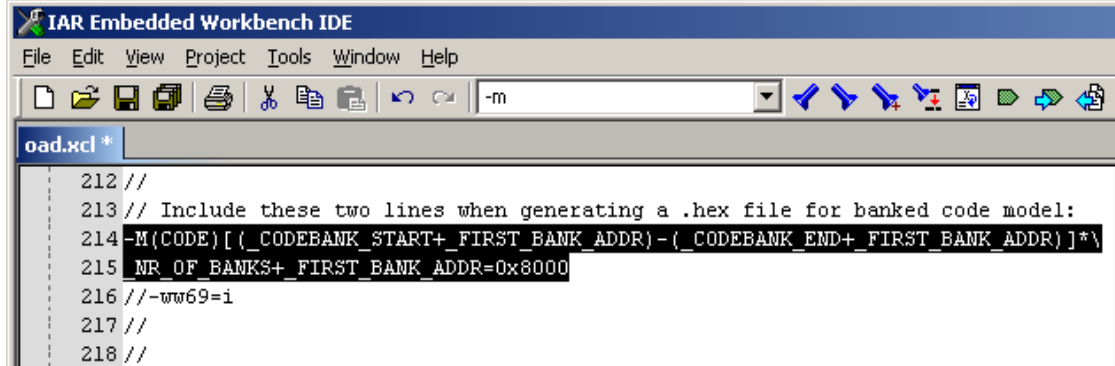 IAR Embedded Workbench IDE
File Edit View Project Tools Window Help
-m
oad.xcl *
212 //
213 // Include these two lines when generating a .hex file for banked code model:
214 -M(CODE)[(_CODEBANK_START+_FIRST_BANK_ADDR)-(_CODEBANK_END+_FIRST_BANK_ADDR)]*\
215 _NR_OF_BANKS+_FIRST_BANK_ADDR=0x8000
216 //-ww69=i
217 //
218 //